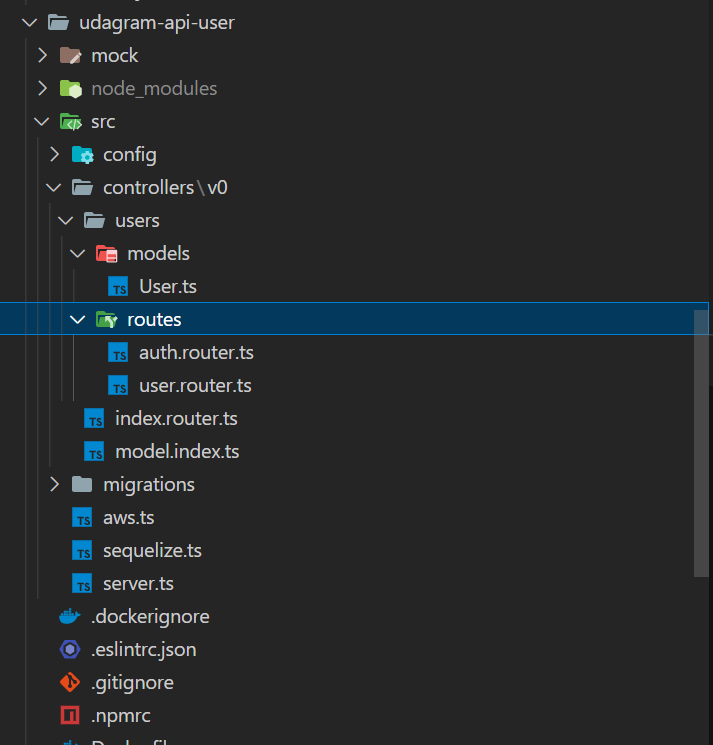 udagram-api-user
mock
node_modules
src
config
controllers\v0
users
models
TS User.ts
routes
TS auth.router.ts
TS user.router.ts
TS index.router.ts
TS model.index.ts
migrations
TS aws.ts
TS sequelize.ts
TS server.ts
.dockerignore
.eslintrc.json
.gitignore
.npmrc